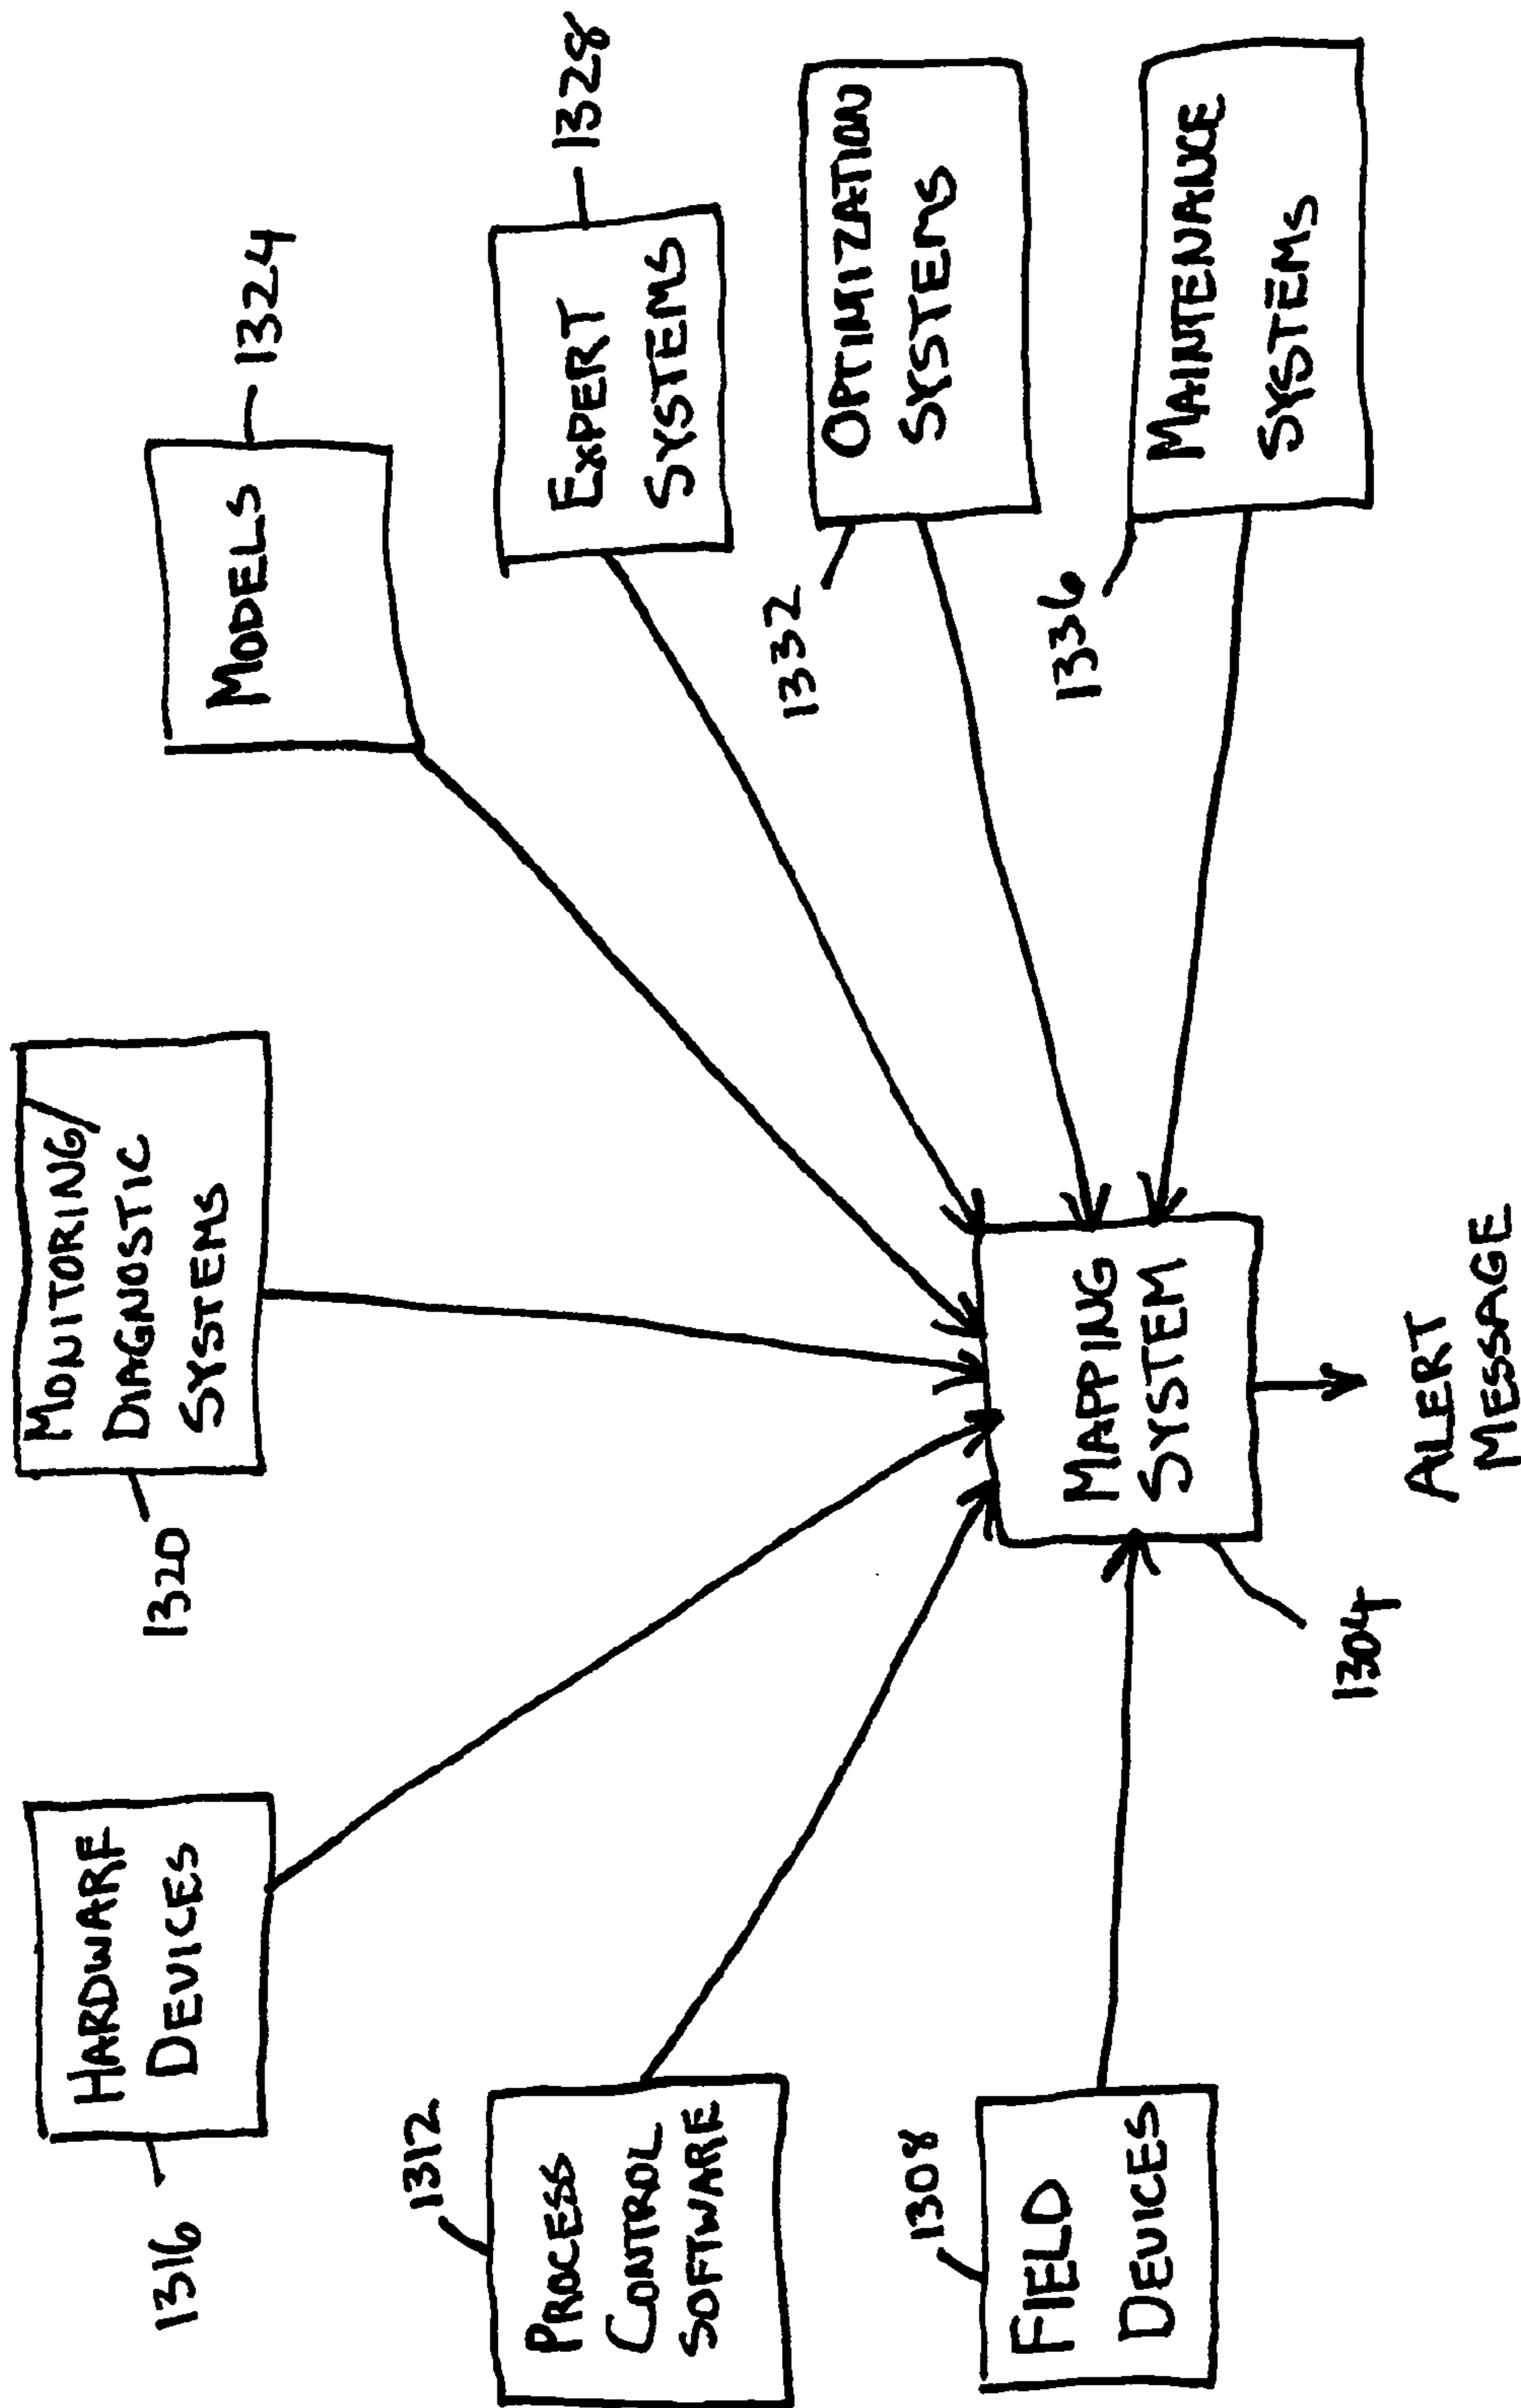 MONITORING/
DIAGNOSTIC
SYSTEMS
1320
HARDWARE
DEVICES
1316
MODELS
1324
PROCESS
CONTROL
SOFTWARE
1312
EXPERT
SYSTEMS
1328
OPTIMIZATION
SYSTEMS
1332
FIELD
DEVICES
1308
MAPPING
SYSTEM
1304
MAINTENANCE
SYSTEMS
1336
ALERT
MESSAGE